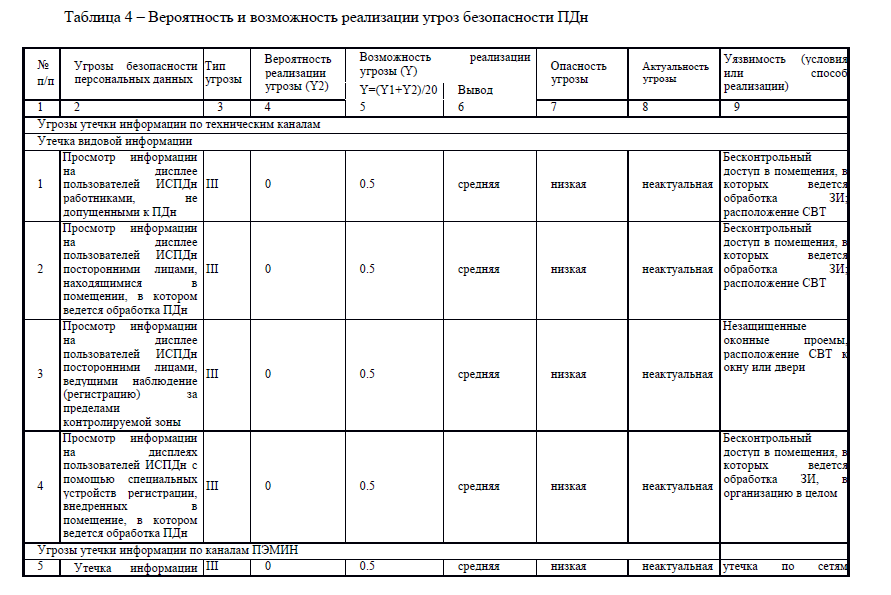 Таблица 4 – Вероятность и возможность реализации угроз безопасности ПДн
№ п/п
Угрозы безопасности персональных данных
Тип угрозы
Вероятность реализации угрозы (Y2)
Возможность реализации угрозы (Y)
Y=(Y1+Y2)/20
Вывод
Опасность угрозы
Актуальность угрозы
Уязвимость (условия или способ реализации)
1 2 3 4 5 6 7 8 9
Угрозы утечки информации по техническим каналам
Утечка видовой информации
1
Просмотр информации
на дисплее
пользователей ИСПДн
работниками, не
допущенными к ПДн
III 0 0.5 средняя низкая неактуальная
Бесконтрольный
доступ в помещения, в
которых ведется
обработка ЗИ;
расположение СВТ
2
Просмотр информации
на дисплее
пользователей ИСПДн
посторонними лицами,
находящимися в
помещении, в котором
ведется обработка ПДн
III 0 0.5 средняя низкая неактуальная
Бесконтрольный
доступ в помещения, в
которых ведется
обработка ЗИ;
расположение СВТ
3
Просмотр информации
на дисплее
пользователей ИСПДн
посторонними лицами,
ведущими наблюдение
(регистрацию) за
пределами
контролируемой зоны
III 0 0.5 средняя низкая неактуальная
Незащищенные
оконные проемы,
расположение СВТ к
окну или двери
4
Просмотр информации
на дисплеях
пользователей ИСПДн с
помощью специальных
устройств регистрации,
внедренных в
помещение, в котором
ведется обработка ПДн
III 0 0.5 средняя низкая неактуальная
Бесконтрольный
доступ в помещения, в
которых ведется
обработка ЗИ, в
организацию в целом
Угрозы утечки информации по каналам ПЭМИН
5 Утечка информации III 0 0.5 средняя низкая неактуальная утечка по сетям